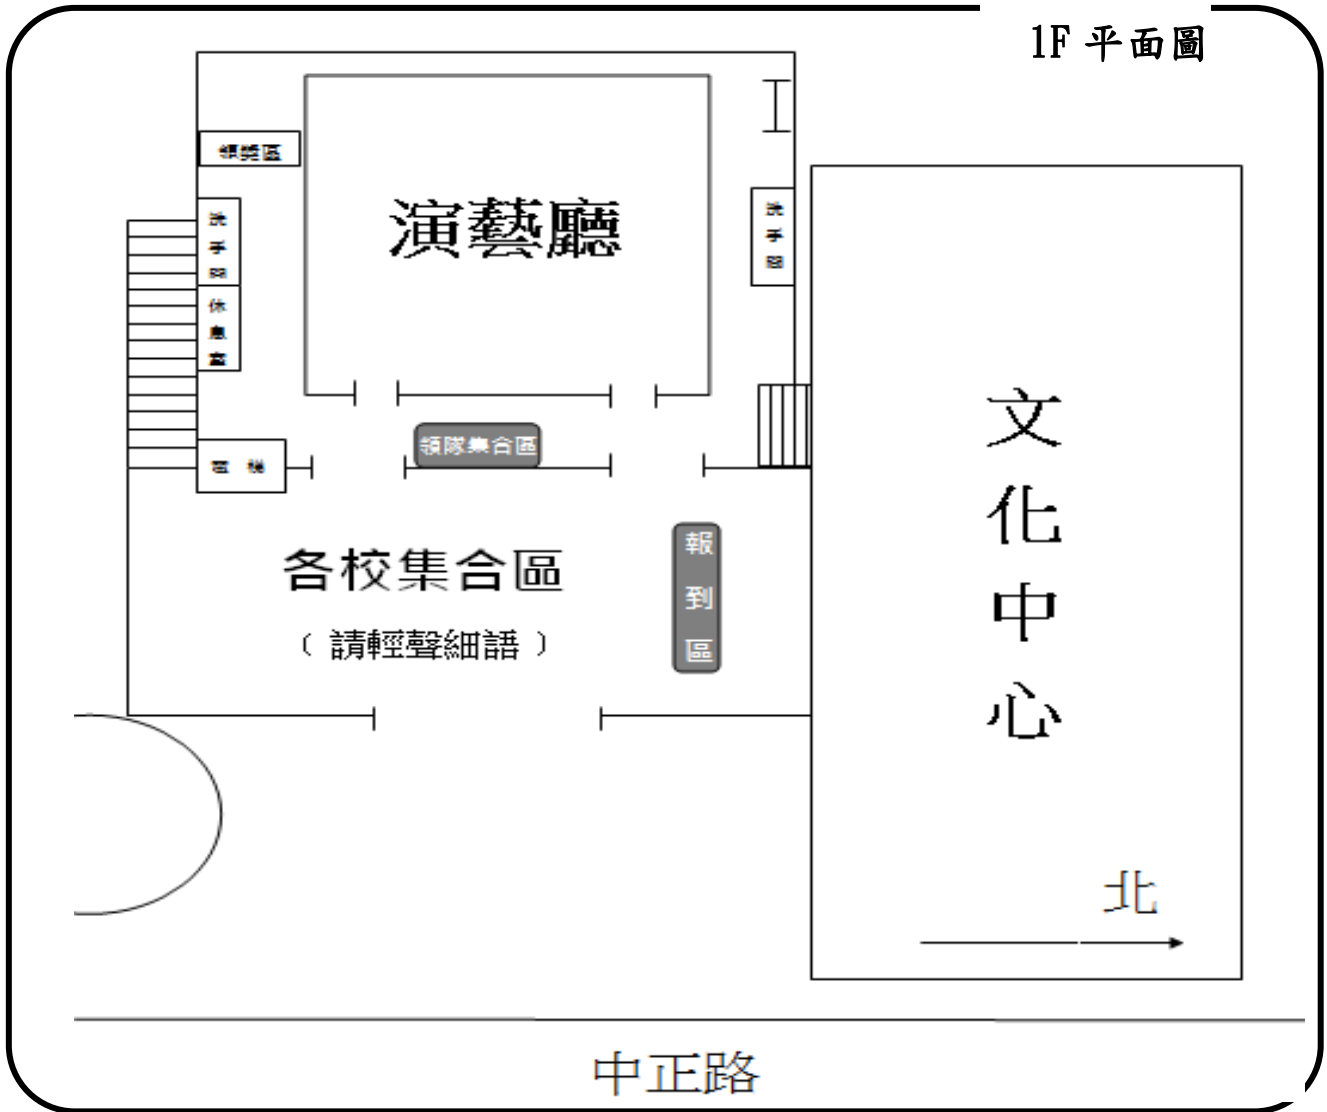 1F 平面圖
領獎區
演藝廳
洗手間
洗手間
休息室
領隊集合區
電 梯
文化中心
報到區
各校集合區
（請輕聲細語）
北
中正路